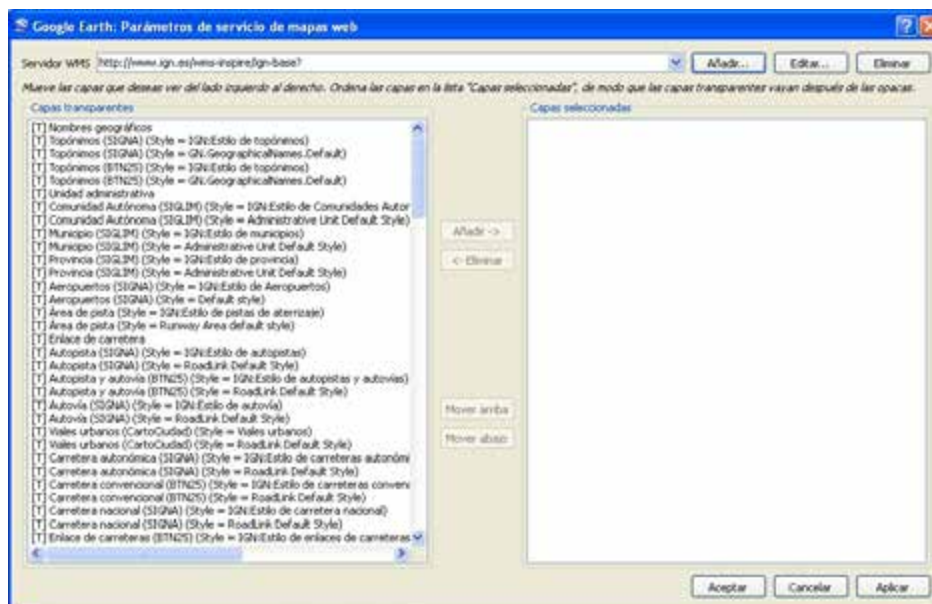 Google Earth: Parámetros de servicio de mapas web
Servidor WMS http://www.ign.es/wms-inspire/ign-base? Añadir... Editar... Eliminar
Mueve las capas que deseas ver del lado izquierdo al derecho. Ordena las capas en la lista "Capas seleccionadas", de modo que las capas transparentes vayan después de las opacas.
Capas transparentes
[T] Nombres geográficos
[T] Topónimos (SIGNA) (Style = IGN:Estilo de topónimos)
[T] Topónimos (SIGNA) (Style = GN.GeographicalNames.Default)
[T] Topónimos (BTN25) (Style = IGN:Estilo de topónimos)
[T] Topónimos (BTN25) (Style = GN.GeographicalNames.Default)
[T] Unidad administrativa
[T] Comunidad Autónoma (SIGLIM) (Style = IGN:Estilo de Comunidades Autor
[T] Comunidad Autónoma (SIGLIM) (Style = Administrative Unit Default Style)
[T] Municipio (SIGLIM) (Style = IGN:Estilo de municipios)
[T] Municipio (SIGLIM) (Style = Administrative Unit Default Style)
[T] Provincia (SIGLIM) (Style = IGN:Estilo de provincia)
[T] Provincia (SIGLIM) (Style = Administrative Unit Default Style)
[T] Aeropuertos (SIGNA) (Style = IGN:Estilo de Aeropuertos)
[T] Aeropuertos (SIGNA) (Style = Default style)
[T] Área de pista (Style = IGN:Estilo de pistas de aterrizaje)
[T] Área de pista (Style = Runway Area default style)
[T] Enlace de carretera
[T] Autopista (SIGNA) (Style = IGN:Estilo de autopistas)
[T] Autopista (SIGNA) (Style = RoadLink Default Style)
[T] Autopista y autovía (BTN25) (Style = IGN:Estilo de autopistas y autovías)
[T] Autopista y autovía (BTN25) (Style = RoadLink Default Style)
[T] Autovía (SIGNA) (Style = IGN:Estilo de autovía)
[T] Autovía (SIGNA) (Style = RoadLink Default Style)
[T] Viales urbanos (CartoCiudad) (Style = Viales urbanos)
[T] Viales urbanos (CartoCiudad) (Style = RoadLink Default Style)
[T] Carretera autonómica (SIGNA) (Style = IGN:Estilo de carreteras autonómi
[T] Carretera autonómica (SIGNA) (Style = RoadLink Default Style)
[T] Carretera convencional (BTN25) (Style = IGN:Estilo de carreteras conven
[T] Carretera convencional (BTN25) (Style = RoadLink Default Style)
[T] Carretera nacional (SIGNA) (Style = IGN:Estilo de carretera nacional)
[T] Carretera nacional (SIGNA) (Style = RoadLink Default Style)
[T] Enlace de carreteras (BTN25) (Style = IGN:Estilo de enlaces de carreteras
Añadir ->
<- Eliminar
Mover arriba
Mover abajo
Capas seleccionadas
Aceptar Cancelar Aplicar